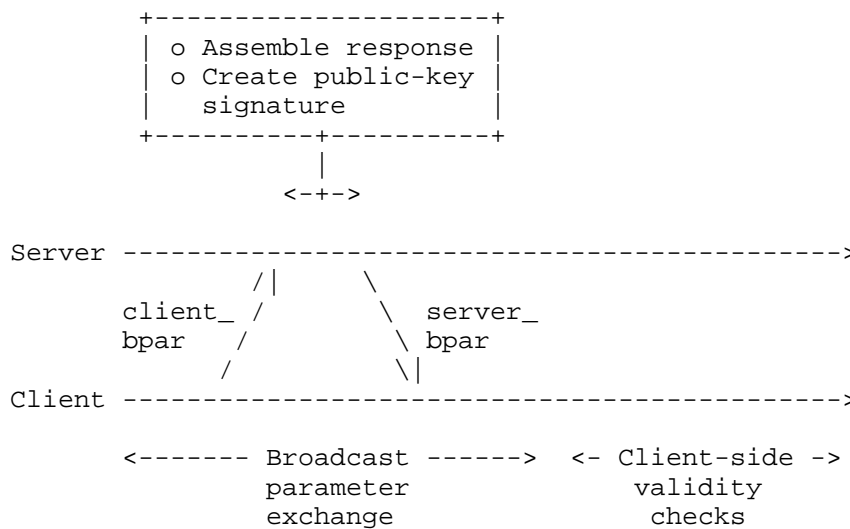 +----------------------+
| o Assemble response |
| o Create public-key |
|   signature |
+----------+----------+
|
<-+->
Server ---------------------------------------------->
/| \
client_ / \ server_
bpar / \ bpar
/ \|
Client ---------------------------------------------->
<------- Broadcast ------> <- Client-side ->
parameter validity
exchange checks